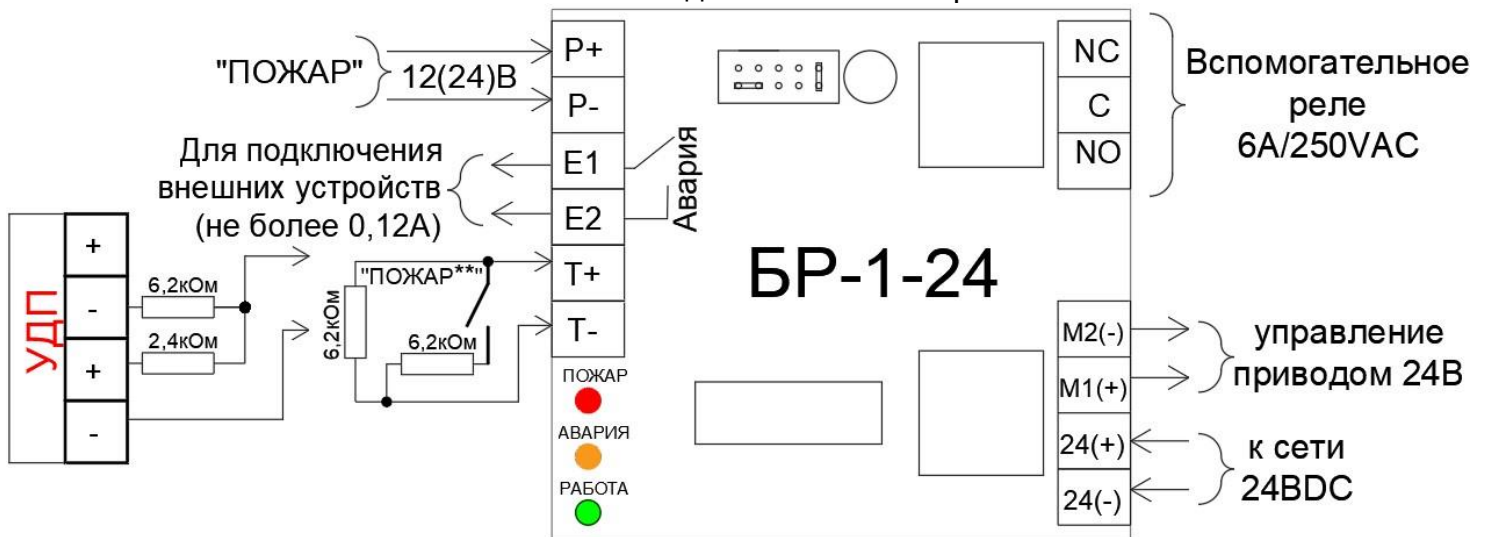 "ПОЖАР"
12(24)В
Для подключения
внешних устройств
(не более 0,12А)
УДП
+
-
+
-
6,2кОм
2,4кОм
"ПОЖАР**"
6,2кОм
6,2кОм
P+
P-
E1
E2
T+
T-
Авария
ПОЖАР
АВАРИЯ
РАБОТА
БР-1-24
NC
C
NO
Вспомогательное
реле
6A/250VAC
M2(-)
M1(+)
24(+)
24(-)
управление
приводом 24В
к сети
24ВDC